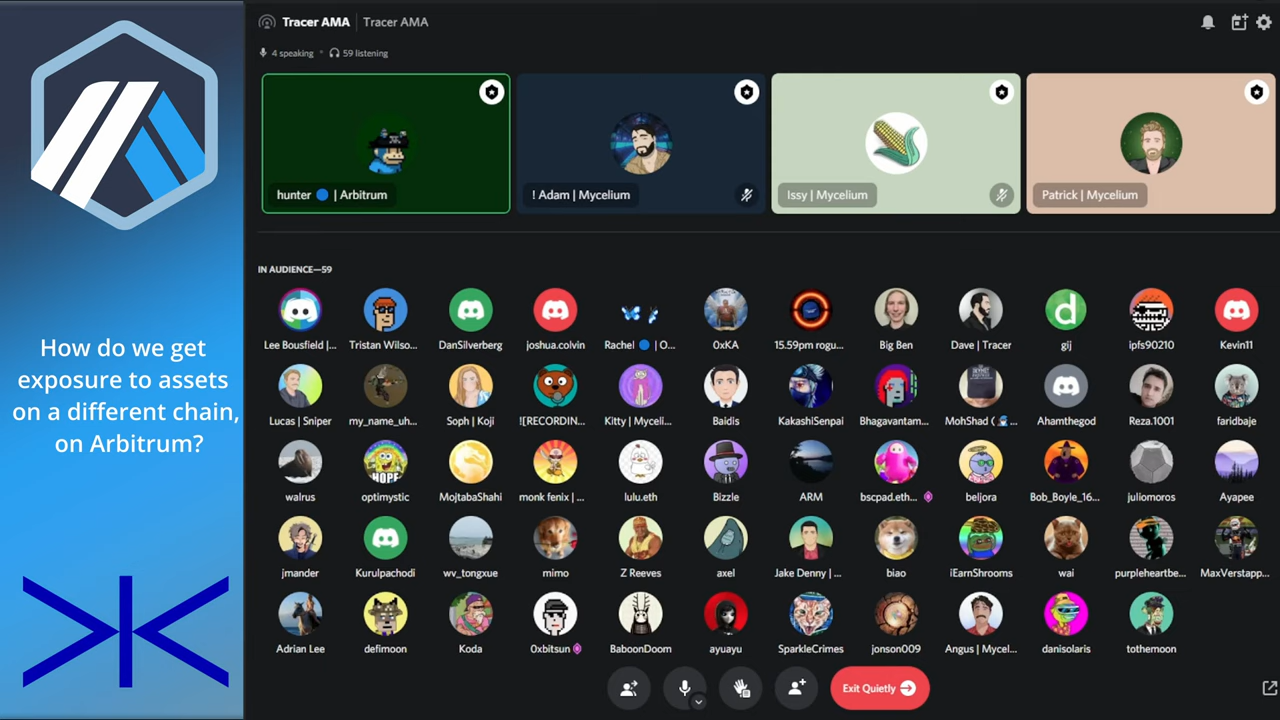 Tracer AMA | Tracer AMA
4 speaking • 59 listening
hunter | Arbitrum
! Adam | Mycelium
Issy | Mycelium
Patrick | Mycelium
IN AUDIENCE—59
Lee Bousfield |... Tristan Wilso... DanSilverberg joshua.colvin Rachel | O... 0xKA 15.59pm rogu... Big Ben Dave | Tracer gij ipfs90210 Kevin11
Lucas | Sniper my_name_uh... Soph | Koji ![RECORDIN... Kitty | Myceli... Baidis KakashiSenpai Bhagavantam... MohShad ( ... Ahamthegod Reza.1001 faridbaje
walrus optimystic MojtabaShahi monk fenix | ... lulu.eth Bizzle ARM bscpad.eth... beljora Bob_Boyle_16... juliomoros Ayapee
HOPE
jmander Kurulpachodi wv_tongxue mimo Z Reeves axel Jake Denny | ... biao iEarnShrooms wai purpleheartbe... MaxVerstapp...
Adrian Lee defimoon Koda 0xbitsun BaboonDoom ayuayu SparkleCrimes jonson009 Angus | Mycel... danisolaris tothemoon
Exit Quietly
How do we get
exposure to assets
on a different chain,
on Arbitrum?